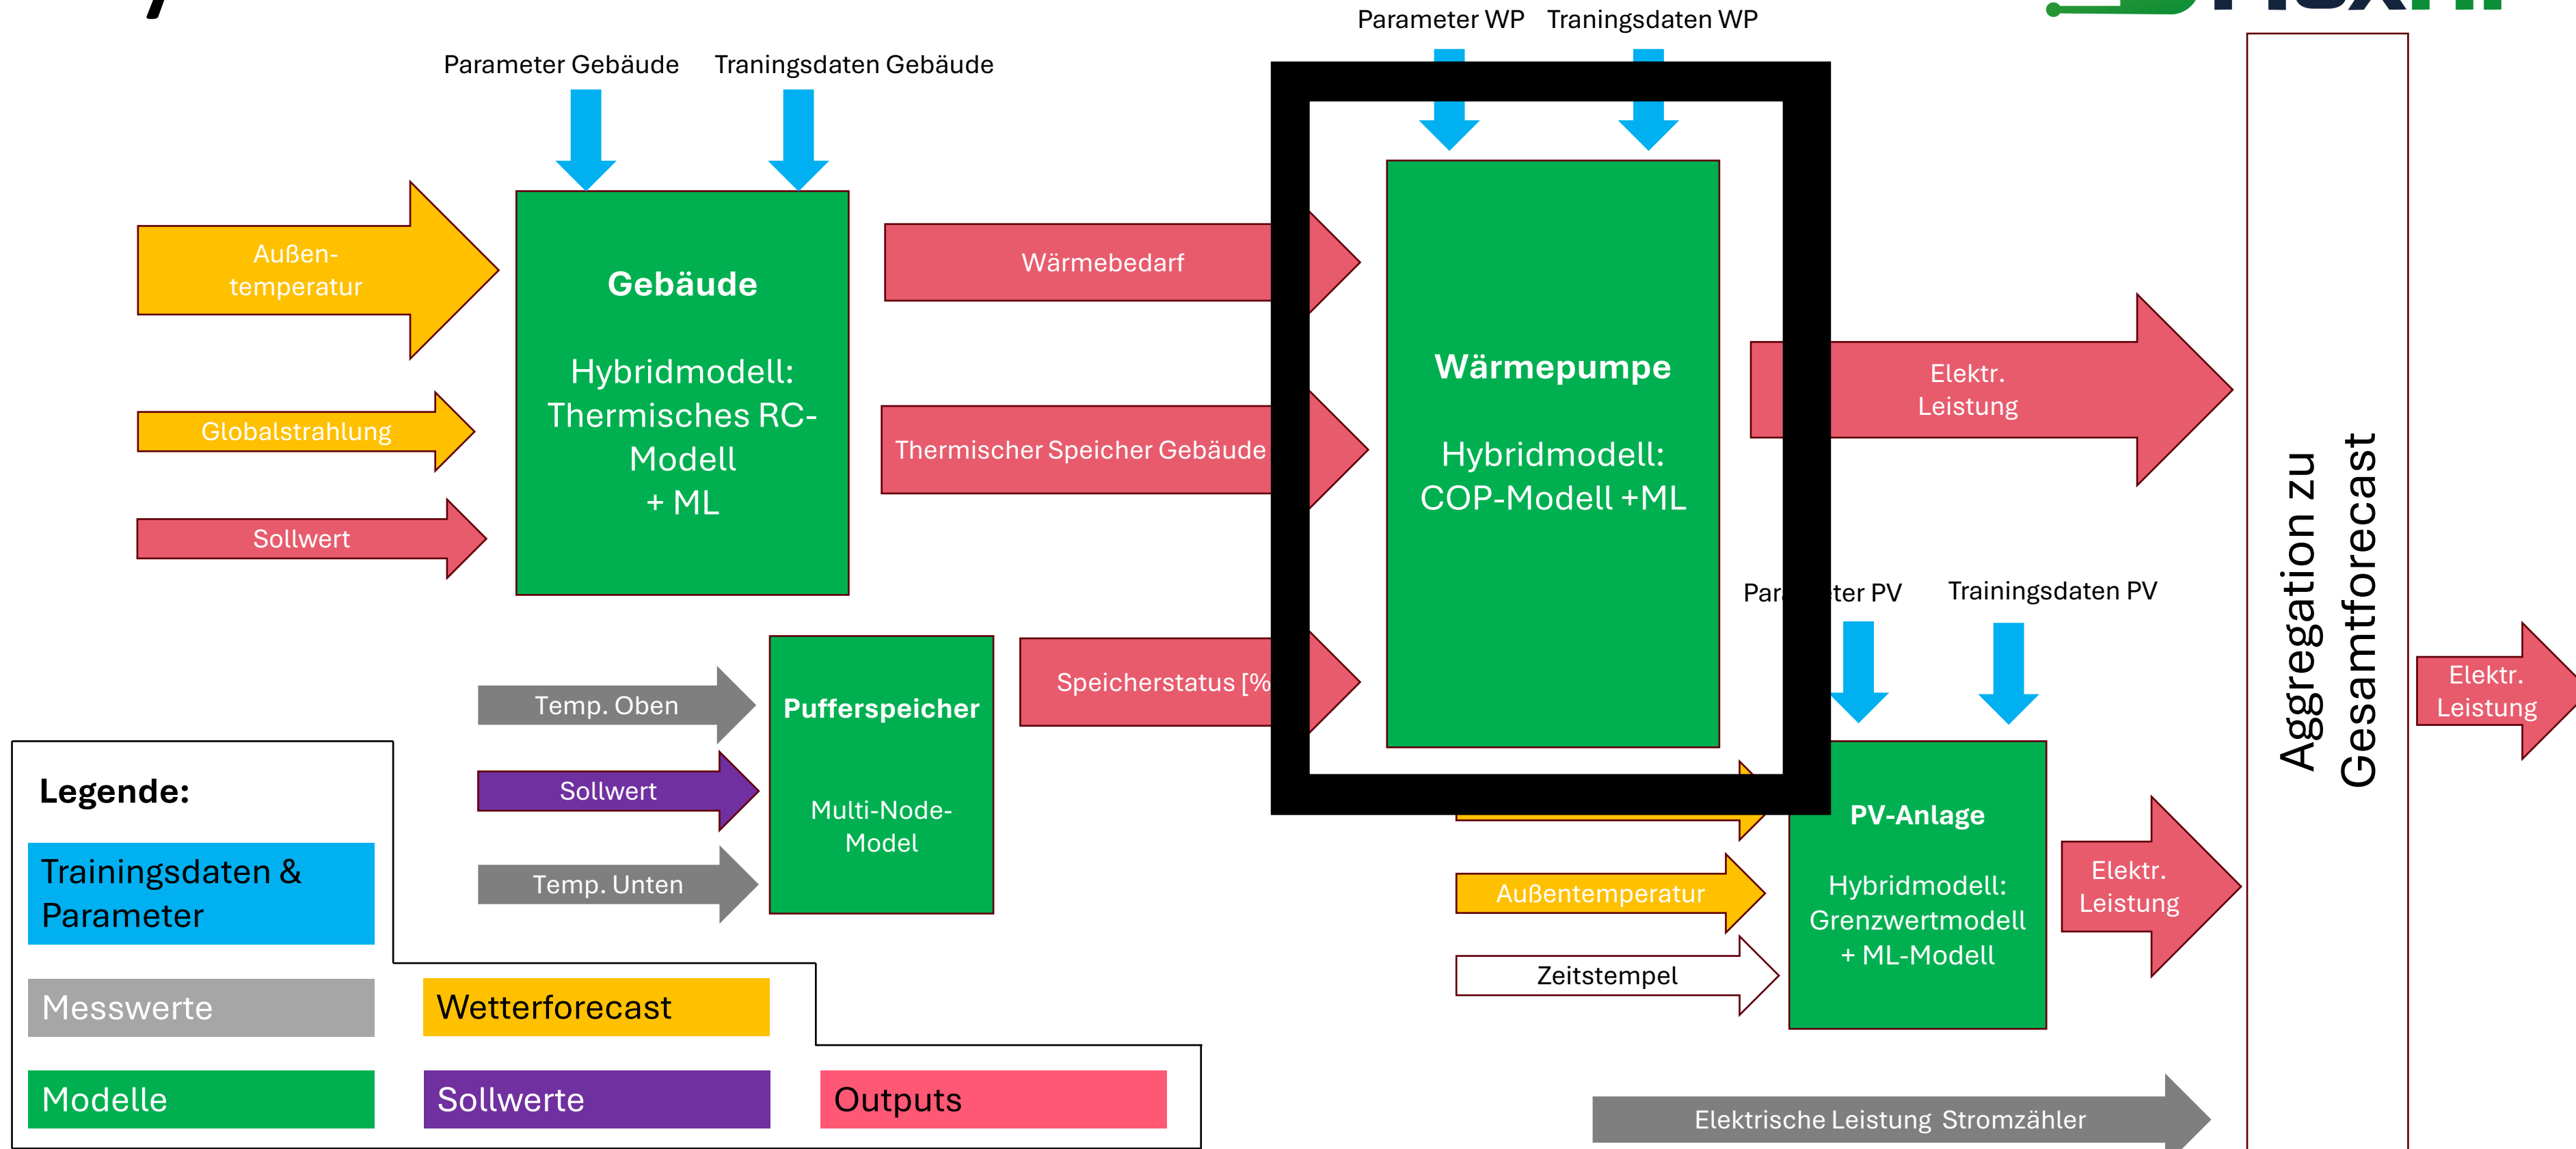 Parameter WP
Traningsdaten WP
Parameter Gebäude
Traningsdaten Gebäude
Außen-
temperatur
Globalstrahlung
Sollwert
Gebäude
Hybridmodell:
Thermisches RC-
Modell
+ ML
Wärmebedarf
Thermischer Speicher Gebäude
Speicherstatus [%
Wärmepumpe
Hybridmodell:
COP-Modell +ML
Elektr.
Leistung
Temp. Oben
Sollwert
Temp. Unten
Pufferspeicher
Multi-Node-
Model
PV
Trainingsdaten PV
Außentemperatur
Zeitstempel
PV-Anlage
Hybridmodell:
Grenzwertmodell
+ ML-Modell
Elektr.
Leistung
Elektrische Leistung Stromzähler
Aggregation zu
Gesamtforecast
Elektr.
Leistung
Legende:
Trainingsdaten &
Parameter
Messwerte
Wetterforecast
Modelle
Sollwerte
Outputs